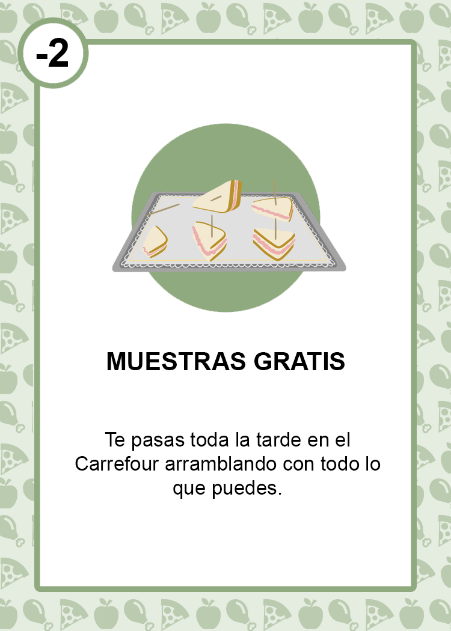 -2
MUESTRAS GRATIS
Te pasas toda la tarde en el
Carrefour arramblando con todo lo
que puedes.